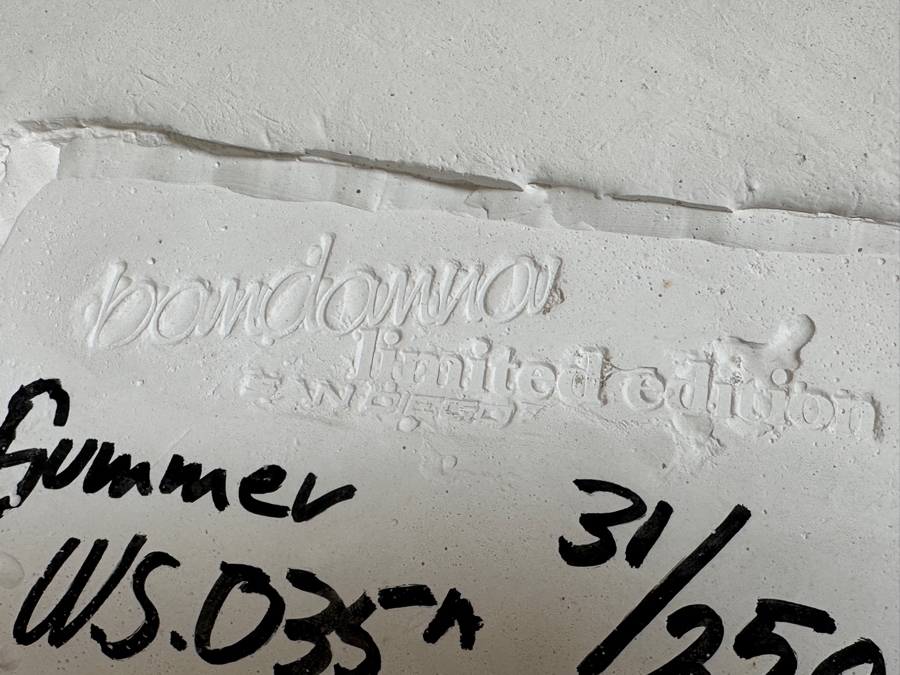 bandanna
limited edition
Summer
31/250
WS.035-n